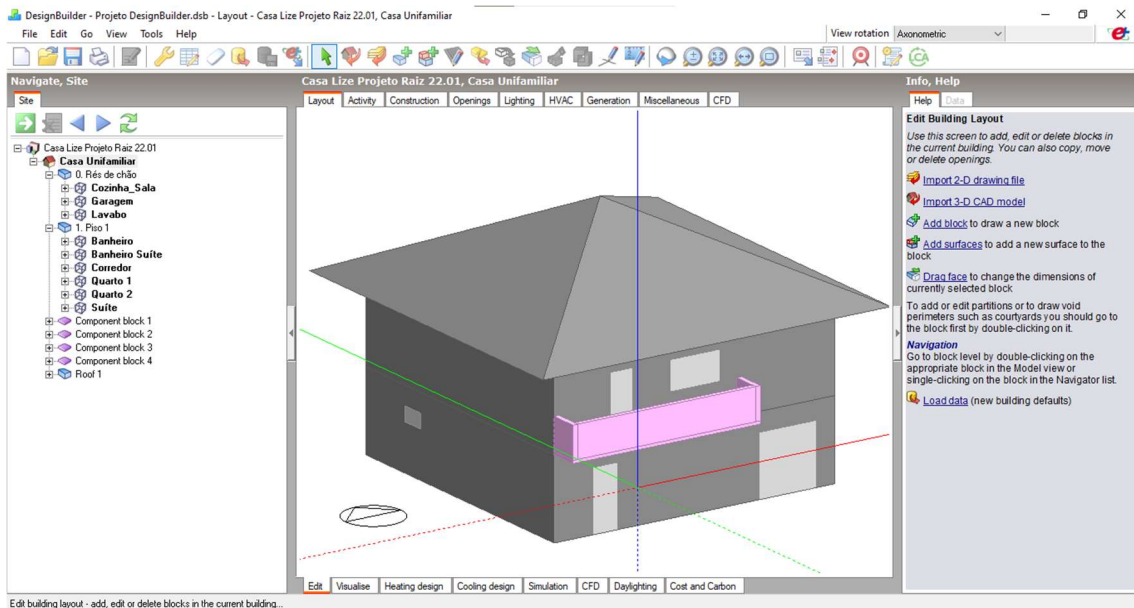 DesignBuilder - Projeto DesignBuilder.dsb - Layout - Casa Lize Projeto Raiz 22.01, Casa Unifamiliar
File Edit Go View Tools Help
View rotation Axonometric
Navigate, Site
Site
Casa Lize Projeto Raiz 22.01
Casa Unifamiliar
0. Rés de chão
Cozinha_Sala
Garagem
Lavabo
1. Piso 1
Banheiro
Banheiro Suíte
Corredor
Quarto 1
Quarto 2
Suíte
Component block 1
Component block 2
Component block 3
Component block 4
Roof 1
Casa Lize Projeto Raiz 22.01, Casa Unifamiliar
Layout Activity Construction Openings Lighting HVAC Generation Miscellaneous CFD
Edit Visualise Heating design Cooling design Simulation CFD Daylighting Cost and Carbon
Info, Help
Help Data
Edit Building Layout
Use this screen to add, edit or delete blocks in
the current building. You can also copy, move
or delete openings.
Import 2-D drawing file
Import 3-D CAD model
Add block to draw a new block
Add surfaces to add a new surface to the
block
Drag face to change the dimensions of
currently selected block
To add or edit partitions or to draw void
perimeters such as courtyards you should go to
the block first by double-clicking on it.
Navigation
Go to block level by double-clicking on the
appropriate block in the Model view or
single-clicking on the block in the Navigator list.
Load data (new building defaults)
Edit building layout - add, edit or delete blocks in the current building...